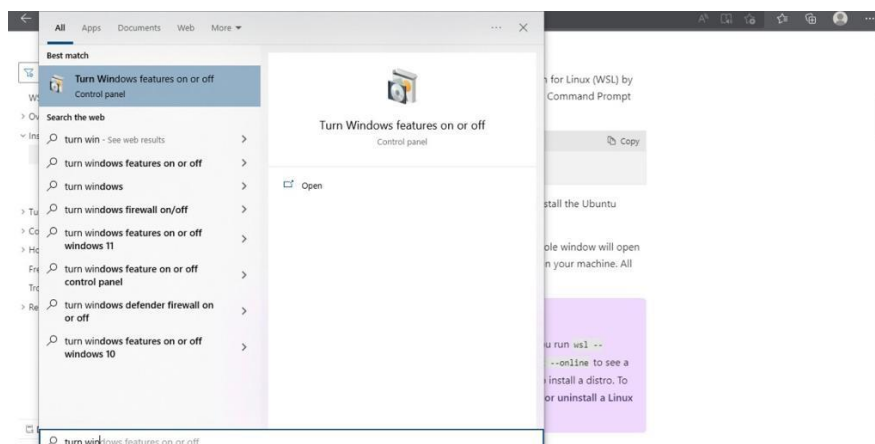 All Apps Documents Web More
Best match
Turn Windows features on or off
Control panel
Search the web
turn win - See web results
turn windows features on or off
turn windows
turn windows firewall on/off
turn windows features on or off
windows 11
turn windows feature on or off
control panel
turn windows defender firewall on
or off
turn windows features on or off
windows 10
turn windows features on or off
Turn Windows features on or off
Control panel
Open
for Linux (WSL) by
Command Prompt
Copy
the Ubuntu
window will open
your machine. All
run wsl --
--online to see a
install a distro. To
or uninstall a Linux